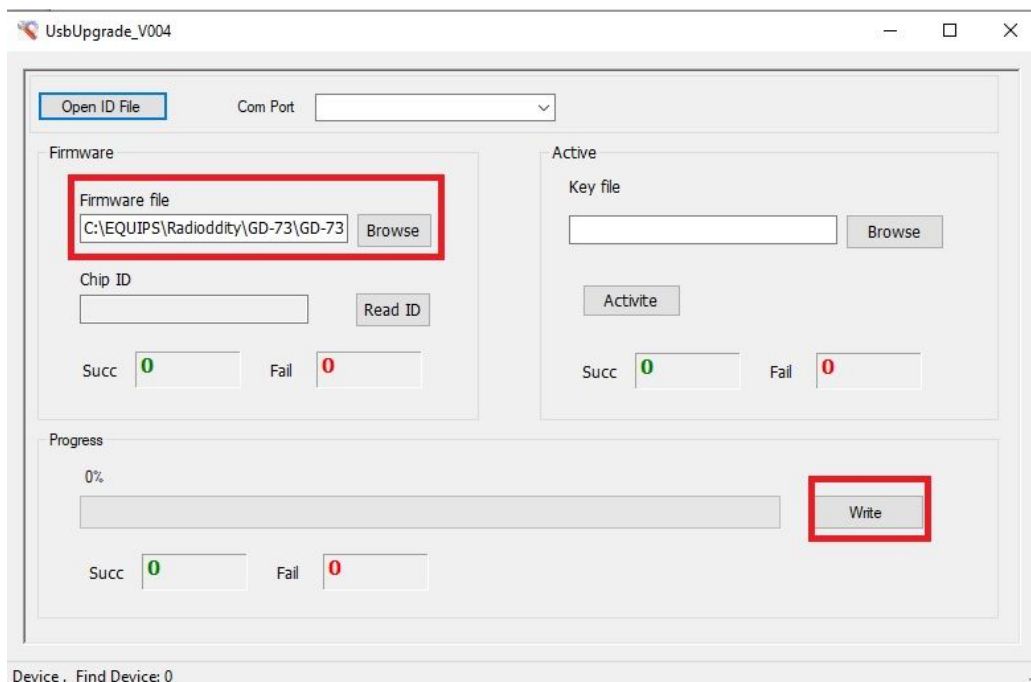 UsbUpgrade_V004
Open ID File
Com Port
Firmware
Firmware file
C:\EQUIPS\Radioddity\GD-73\GD-73
Browse
Chip ID
Read ID
Succ 0 Fail 0
Active
Key file
Browse
Activite
Succ 0 Fail 0
Progress
0%
Write
Succ 0 Fail 0
Device . Find Device: 0